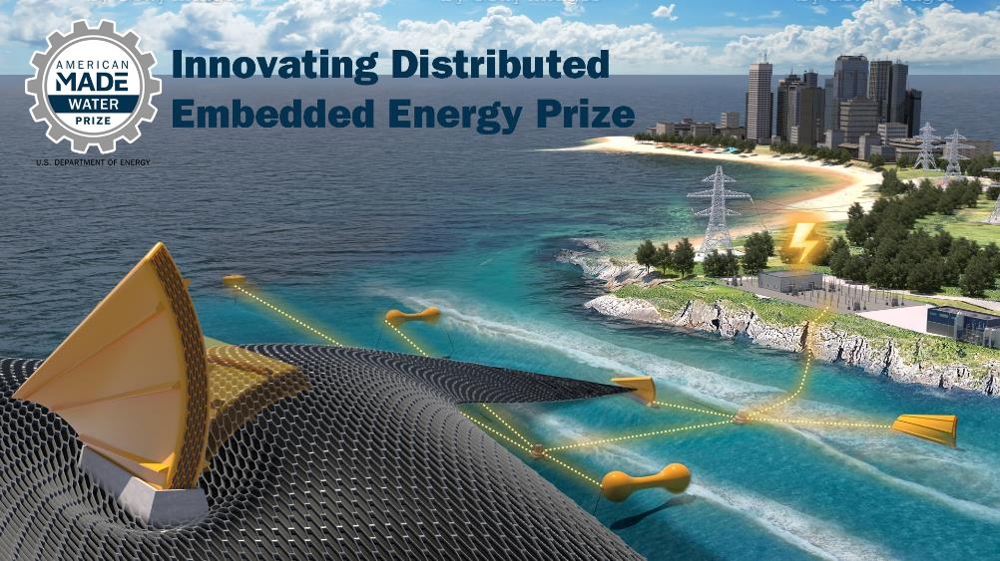 AMERICAN
MADE
WATER
PRIZE
U.S. DEPARTMENT OF ENERGY
Innovating Distributed
Embedded Energy Prize